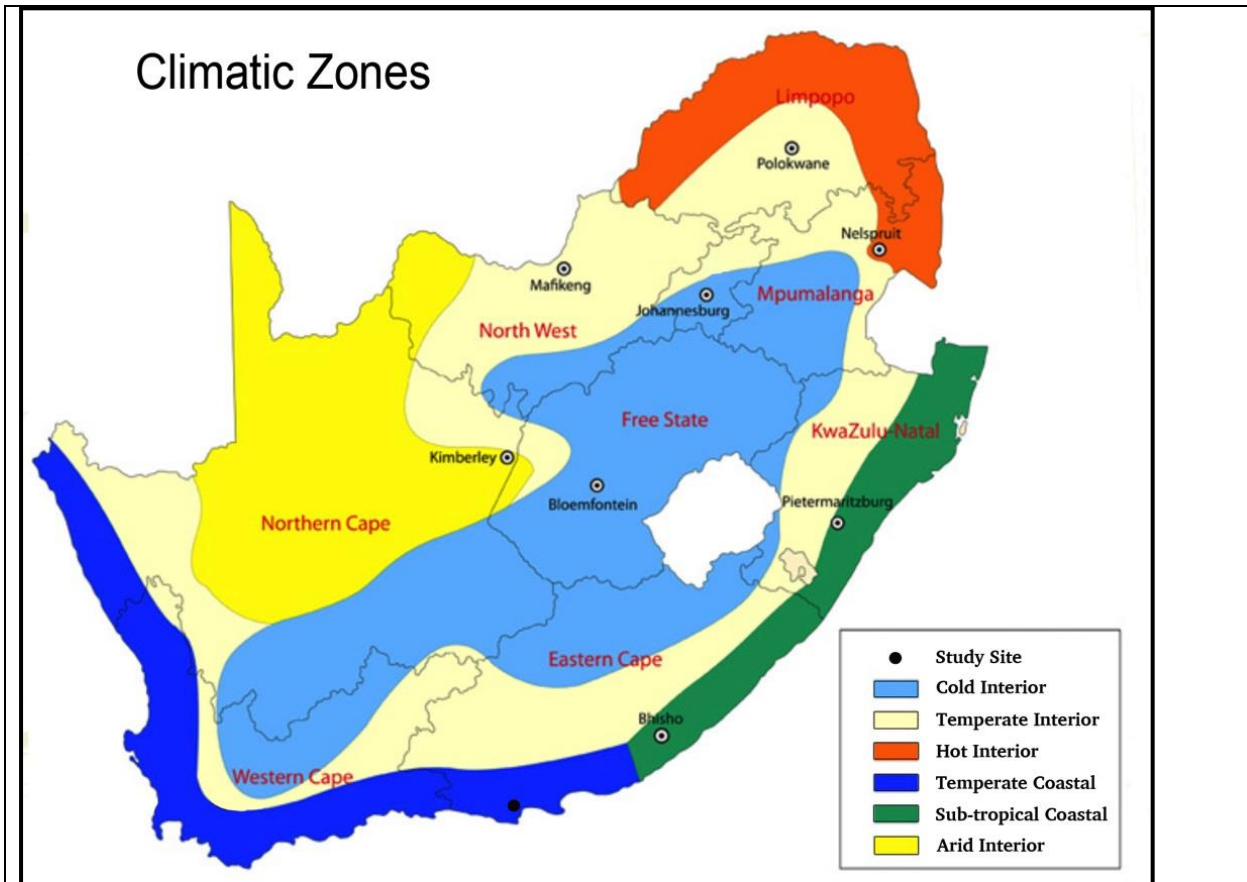 Climatic Zones
Limpopo
Polokwane
Nelspruit
Mafikeng
Johannesburg
Mpumalanga
North West
Free State
KwaZulu-Natal
Kimberley
Bloemfontein
Pietermaritzburg
Northern Cape
Eastern Cape
Bhisho
Western Cape
Study Site
Cold Interior
Temperate Interior
Hot Interior
Temperate Coastal
Sub-tropical Coastal
Arid Interior